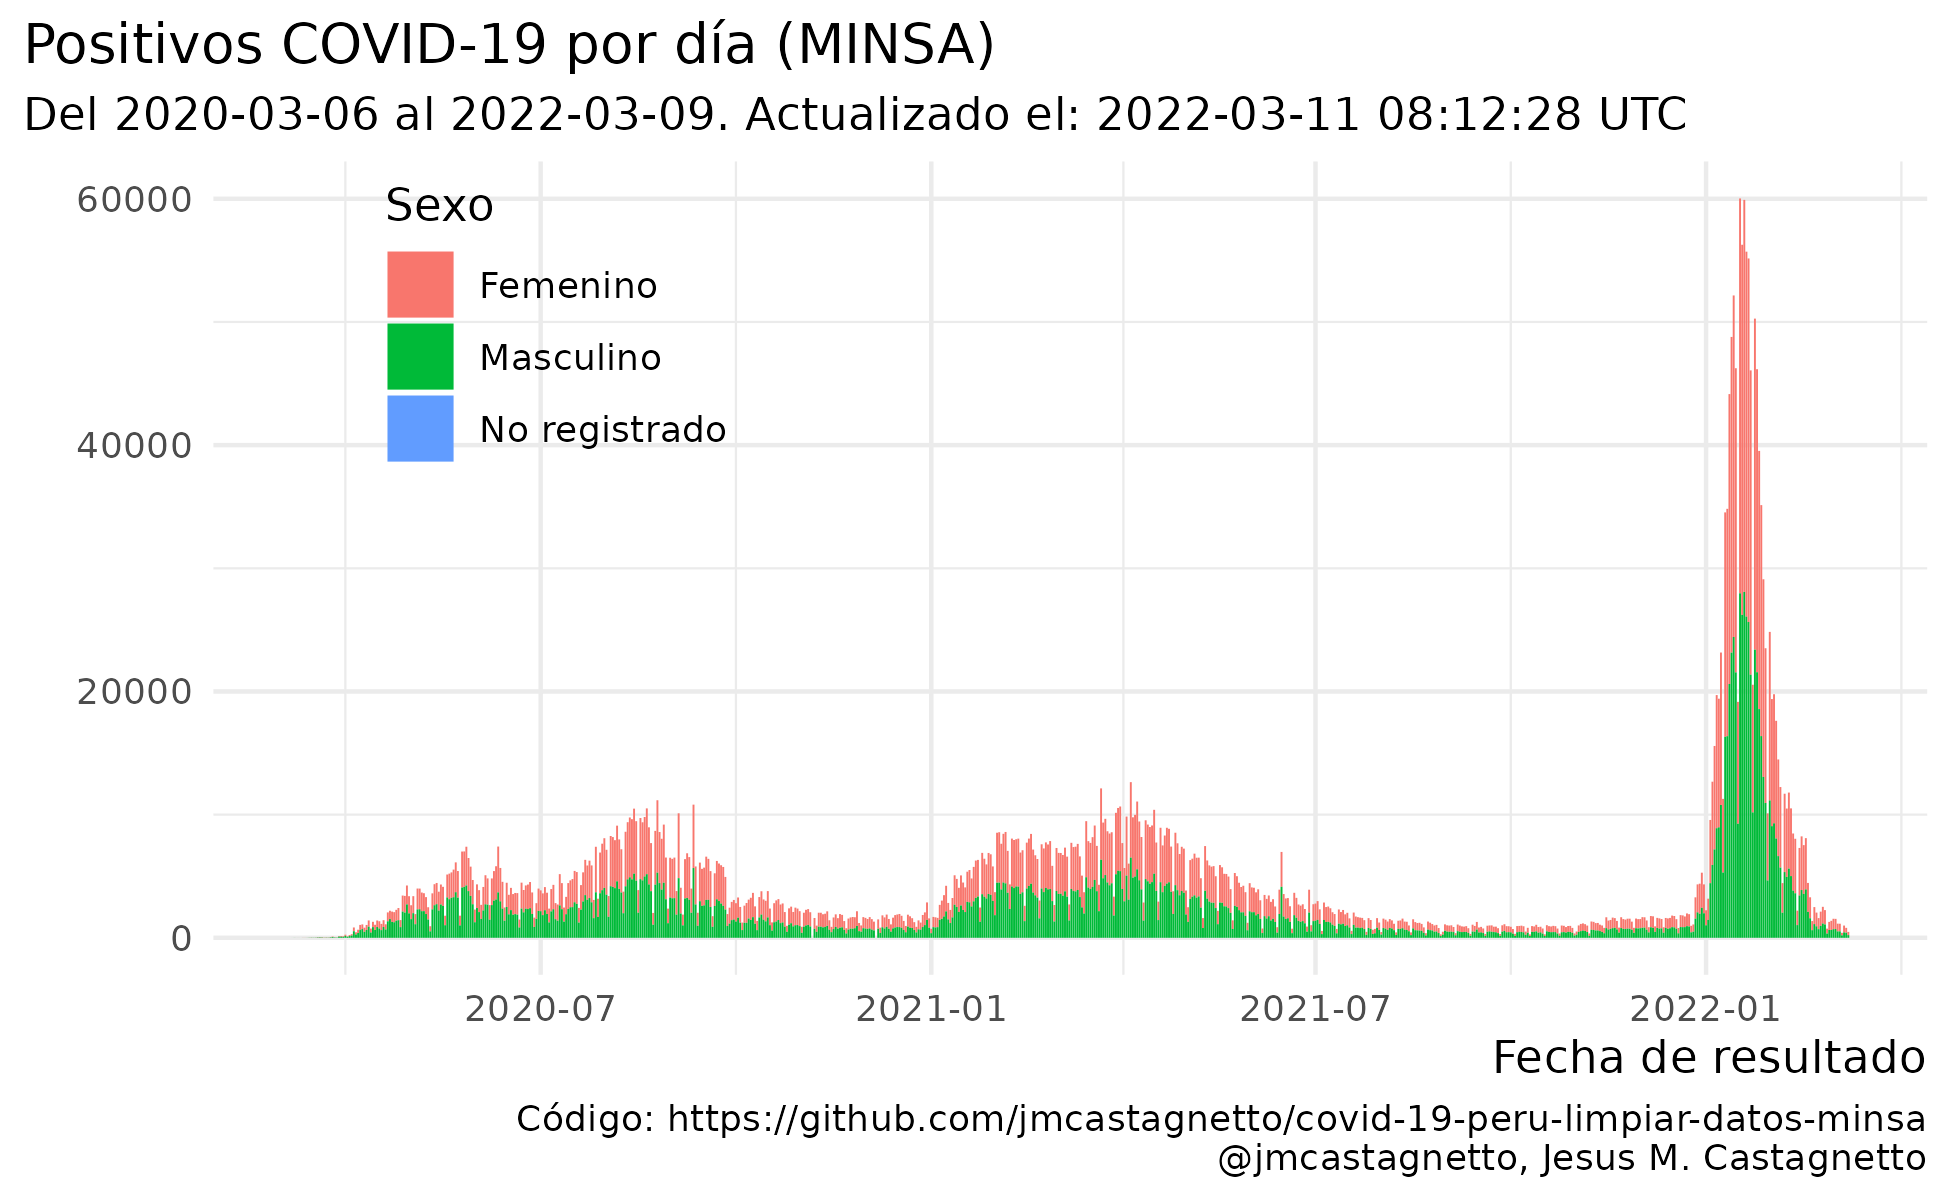 Positivos COVID-19 por día (MINSA)
Del 2020-03-06 al 2022-03-09. Actualizado el: 2022-03-11 08:12:28 UTC
60000
40000
20000
0
Sexo
Femenino
Masculino
No registrado
2020-07
2021-01
2021-07
2022-01
Fecha de resultado
Código: https://github.com/jmcastagnetto/covid-19-peru-limpiar-datos-minsa
@jmcastagnetto, Jesus M. Castagnetto